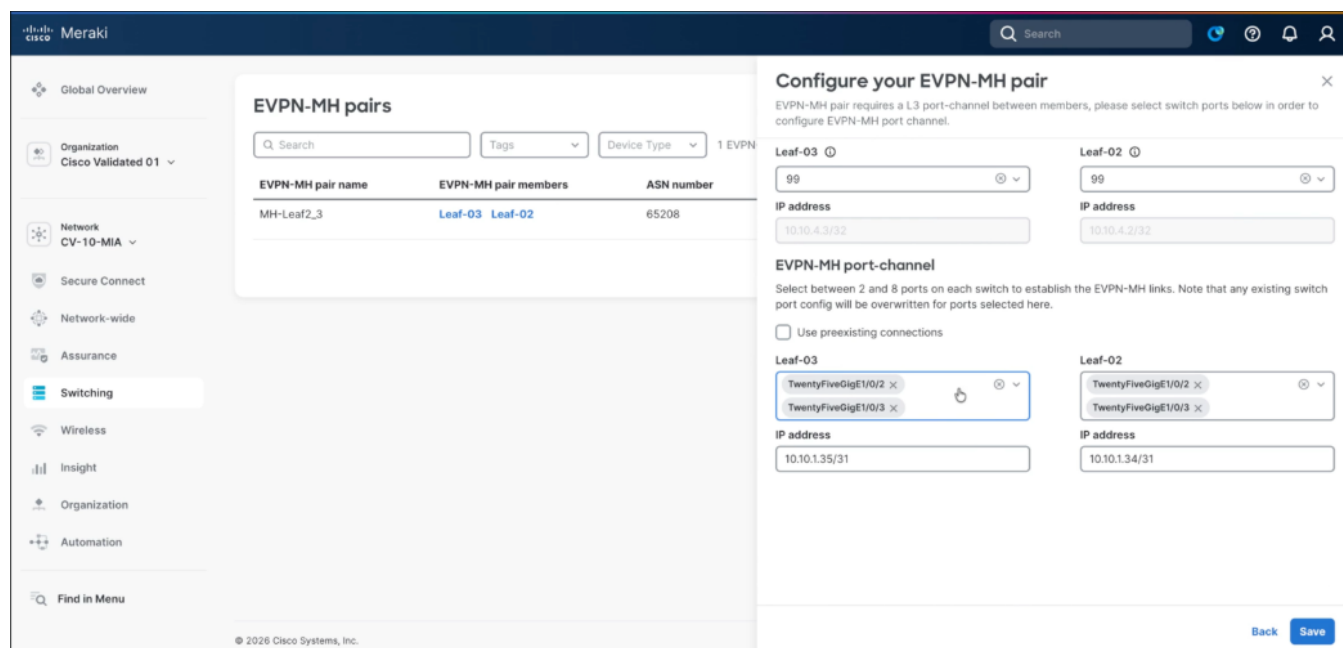 cisco Meraki
Search
Global Overview
Organization
Cisco Validated 01
Network
CV-10-MIA
Secure Connect
Network-wide
Assurance
Switching
Wireless
Insight
Organization
Automation
Find in Menu
EVPN-MH pairs
Search
Tags
Device Type
1 EVPN
EVPN-MH pair name EVPN-MH pair members ASN number
MH-Leaf2_3 Leaf-03 Leaf-02 65208
© 2026 Cisco Systems, Inc.
Configure your EVPN-MH pair
EVPN-MH pair requires a L3 port-channel between members, please select switch ports below in order to
configure EVPN-MH port channel.
Leaf-03 Leaf-02
99 99
IP address IP address
10.10.4.3/32 10.10.4.2/32
EVPN-MH port-channel
Select between 2 and 8 ports on each switch to establish the EVPN-MH links. Note that any existing switch
port config will be overwritten for ports selected here.
Use preexisting connections
Leaf-03 Leaf-02
TwentyFiveGigE1/0/2 TwentyFiveGigE1/0/2
TwentyFiveGigE1/0/3 TwentyFiveGigE1/0/3
IP address IP address
10.10.1.35/31 10.10.1.34/31
Back Save